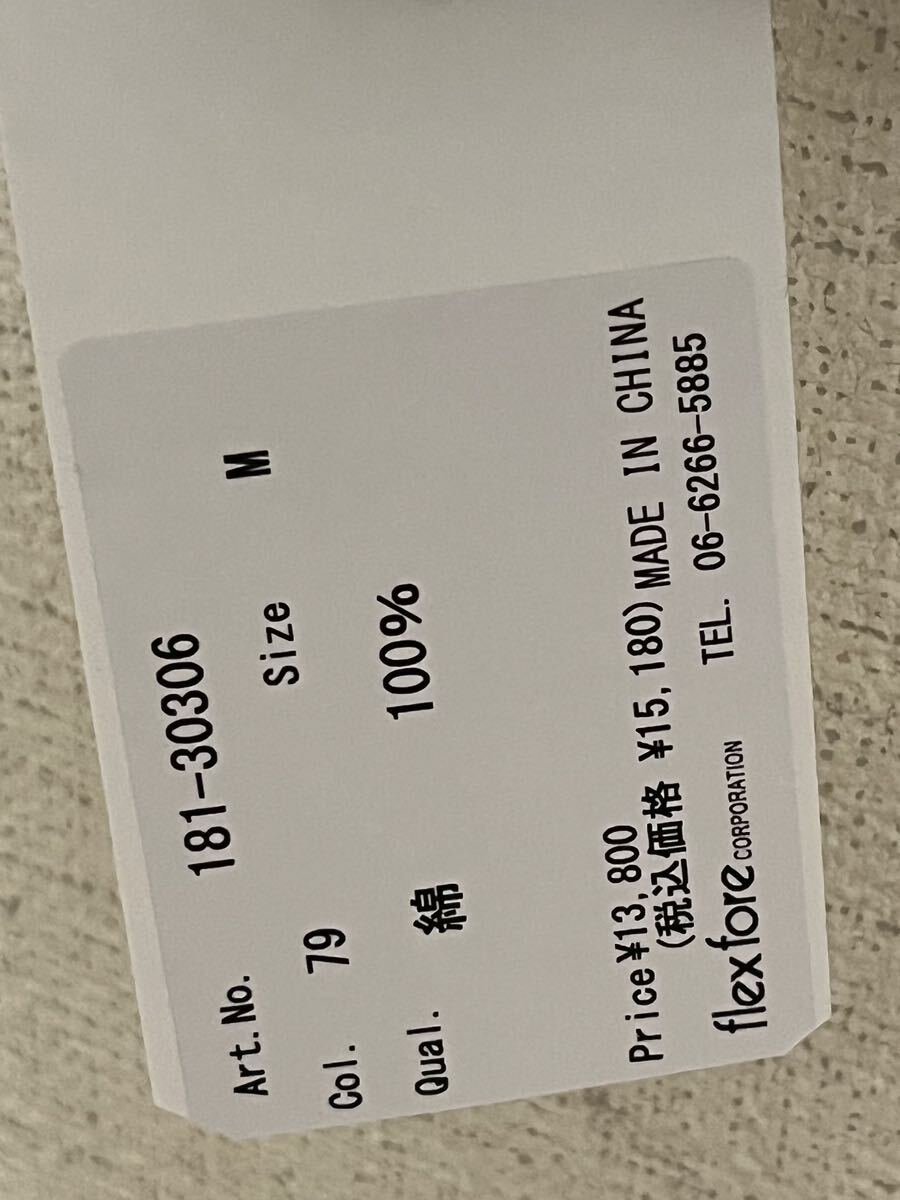 Art.No. 181-30306
Col. 79 Size M
Qual. 綿 100%
Price¥13,800
(税込価格 ¥15,180) MADE IN CHINA
flexfore CORPORATION TEL. 06-6266-5885